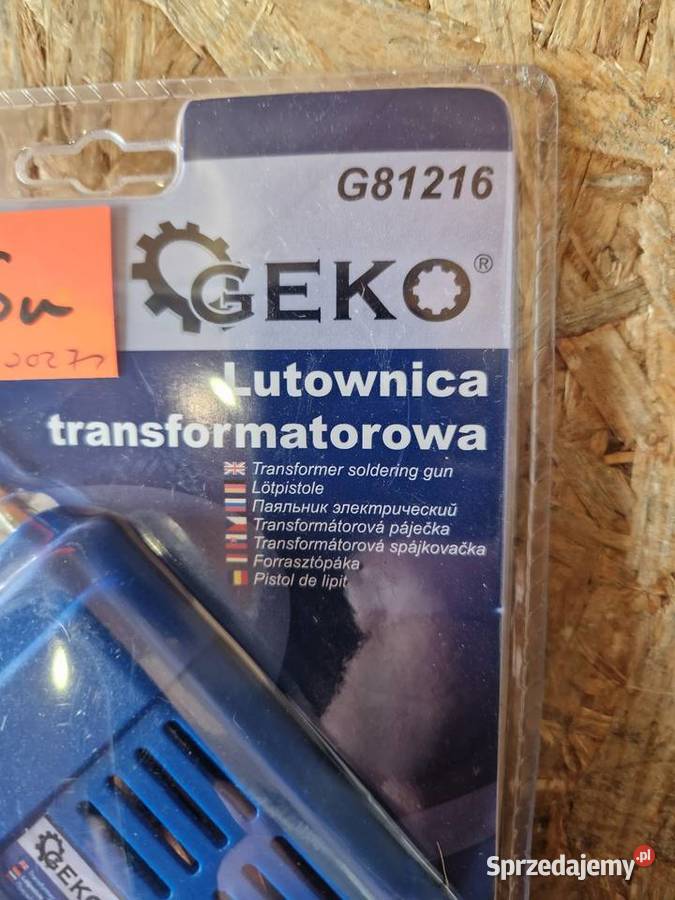 G81216
GEKO®
Lutownica
transformatorowa
Transformer soldering gun
Lötpistole
Паяльник электрический
Transformátorová páječka
Transformátorová spájkovačka
Forrasztópáka
Pistol de lipit
GEKO
Sprzedajemy.pl